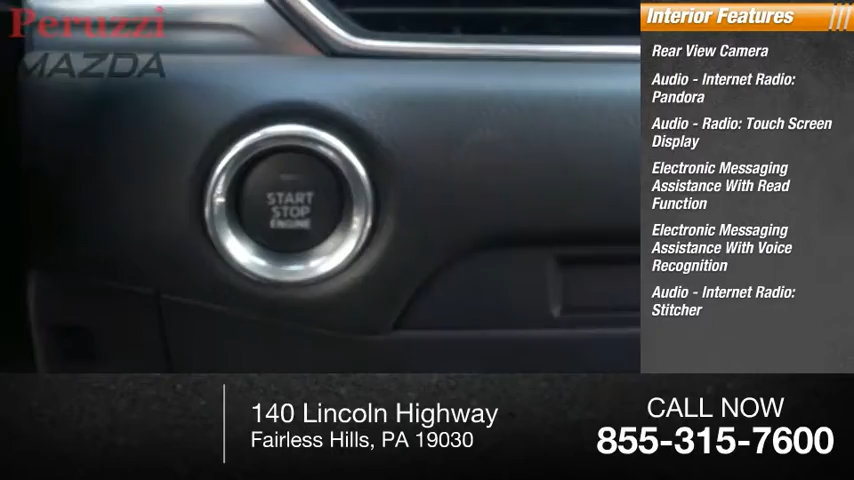 Peruzzi
MAZDA
START
STOP
ENGINE
Interior Features
Rear View Camera
Audio - Internet Radio:
Pandora
Audio - Radio: Touch Screen
Display
Electronic Messaging
Assistance With Read
Function
Electronic Messaging
Assistance With Voice
Recognition
Audio - Internet Radio:
Stitcher
140 Lincoln Highway
Fairless Hills, PA 19030
CALL NOW
855-315-7600